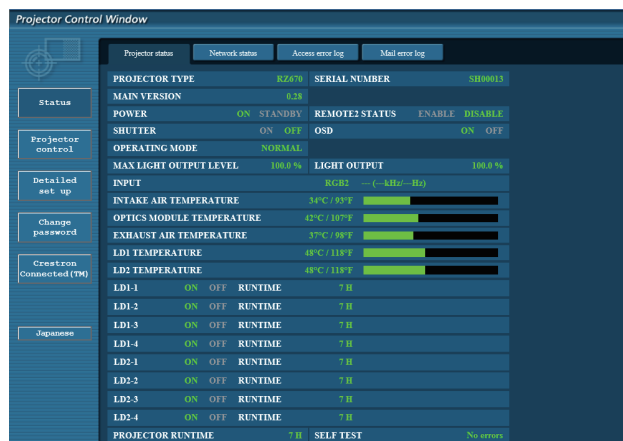 Projector Control Window
Projector status Network status Access error log Mail error log
Status
Projector control
Detailed set up
Change password
Crestron Connected(TM)
Japanese
PROJECTOR TYPE RZ670 SERIAL NUMBER SH00013
MAIN VERSION 0.28
POWER ON STANDBY REMOTE2 STATUS ENABLE DISABLE
SHUTTER ON OFF OSD ON OFF
OPERATING MODE NORMAL
MAX LIGHT OUTPUT LEVEL 100.0 % LIGHT OUTPUT 100.0 %
INPUT RGB2 --- (---kHz/---Hz)
INTAKE AIR TEMPERATURE 34°C / 93°F
OPTICS MODULE TEMPERATURE 42°C / 107°F
EXHAUST AIR TEMPERATURE 37°C / 98°F
LD1 TEMPERATURE 48°C / 118°F
LD2 TEMPERATURE 48°C / 118°F
LD1-1 ON OFF RUNTIME 7 H
LD1-2 ON OFF RUNTIME 7 H
LD1-3 ON OFF RUNTIME 7 H
LD1-4 ON OFF RUNTIME 7 H
LD2-1 ON OFF RUNTIME 7 H
LD2-2 ON OFF RUNTIME 7 H
LD2-3 ON OFF RUNTIME 7 H
LD2-4 ON OFF RUNTIME 7 H
PROJECTOR RUNTIME 7 H SELF TEST No errors